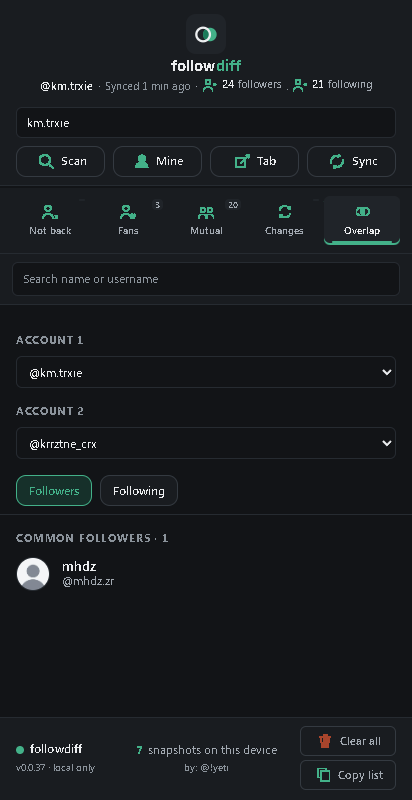 followdiff
@km.trxie · Synced 1 min ago · 24 followers · 21 following
km.trxie
Scan Mine Tab Sync
Not back Fans 3 Mutual 20 Changes Overlap
Search name or username
ACCOUNT 1
@km.trxie
ACCOUNT 2
@krrztne_crx
Followers Following
COMMON FOLLOWERS · 1
mhdz
@mhdz.zr
followdiff
v0.0.37 · local only
7 snapshots on this device
by: @!yeti
Clear all
Copy list